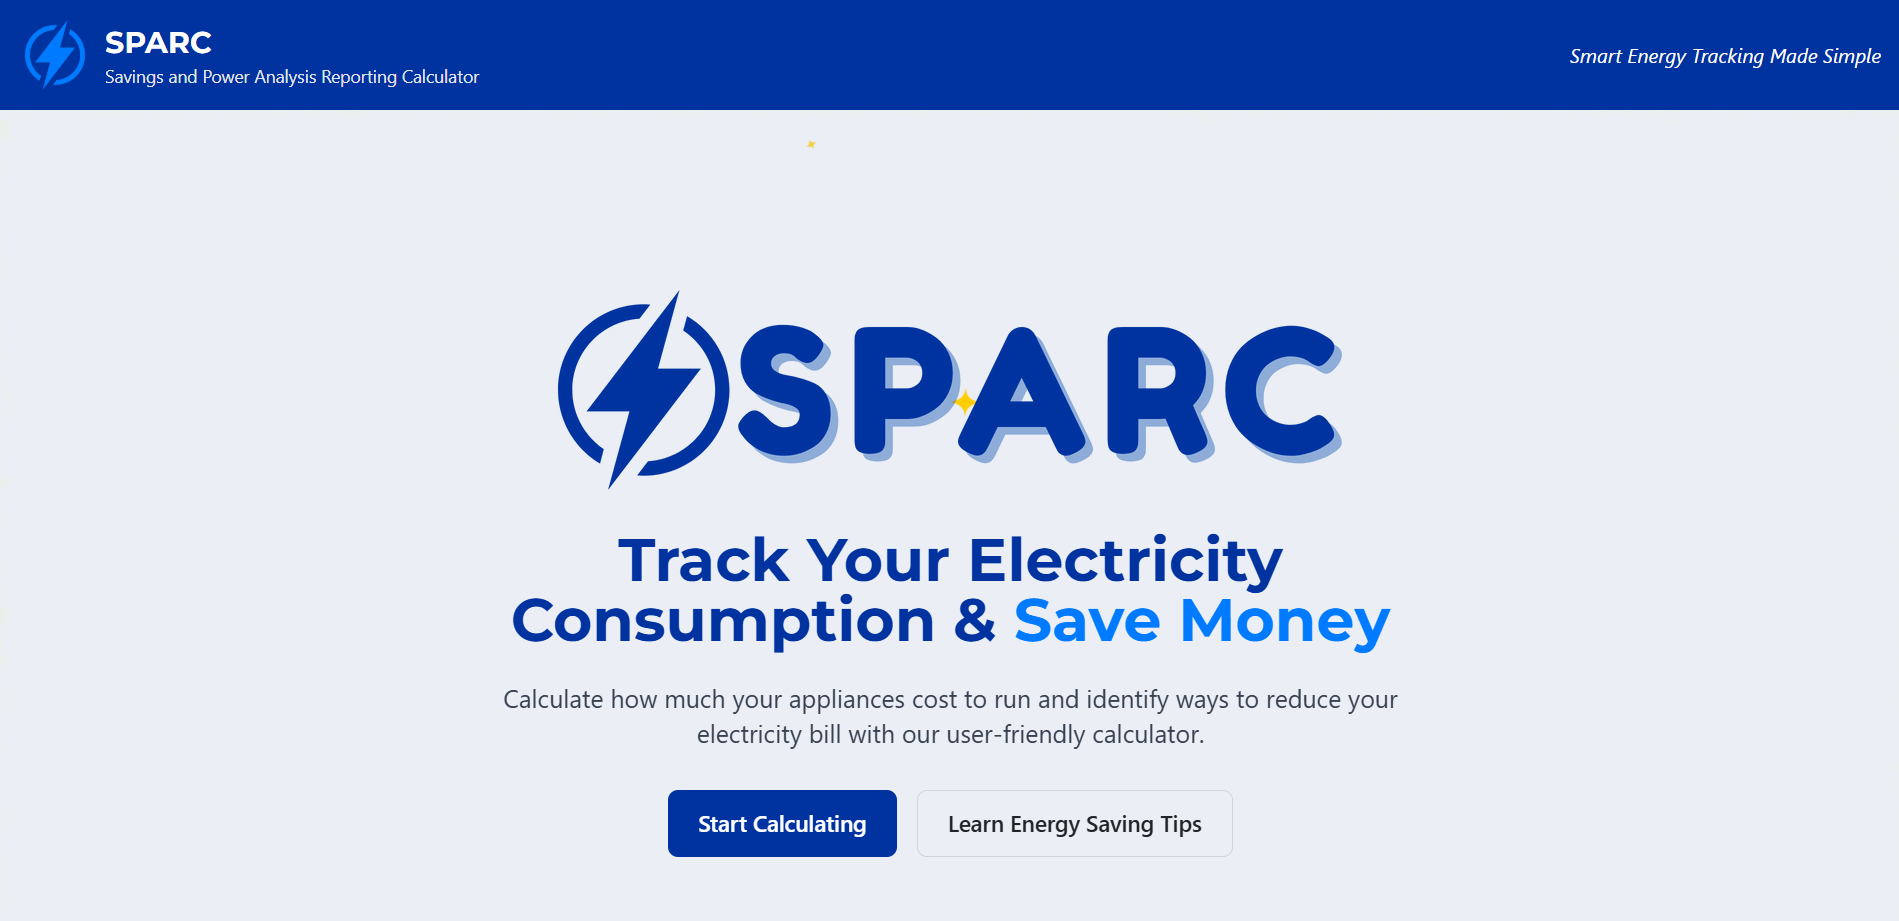 SPARC
Savings and Power Analysis Reporting Calculator
Smart Energy Tracking Made Simple
SPARC
Track Your Electricity
Consumption & Save Money
Calculate how much your appliances cost to run and identify ways to reduce your
electricity bill with our user-friendly calculator.
Start Calculating
Learn Energy Saving Tips